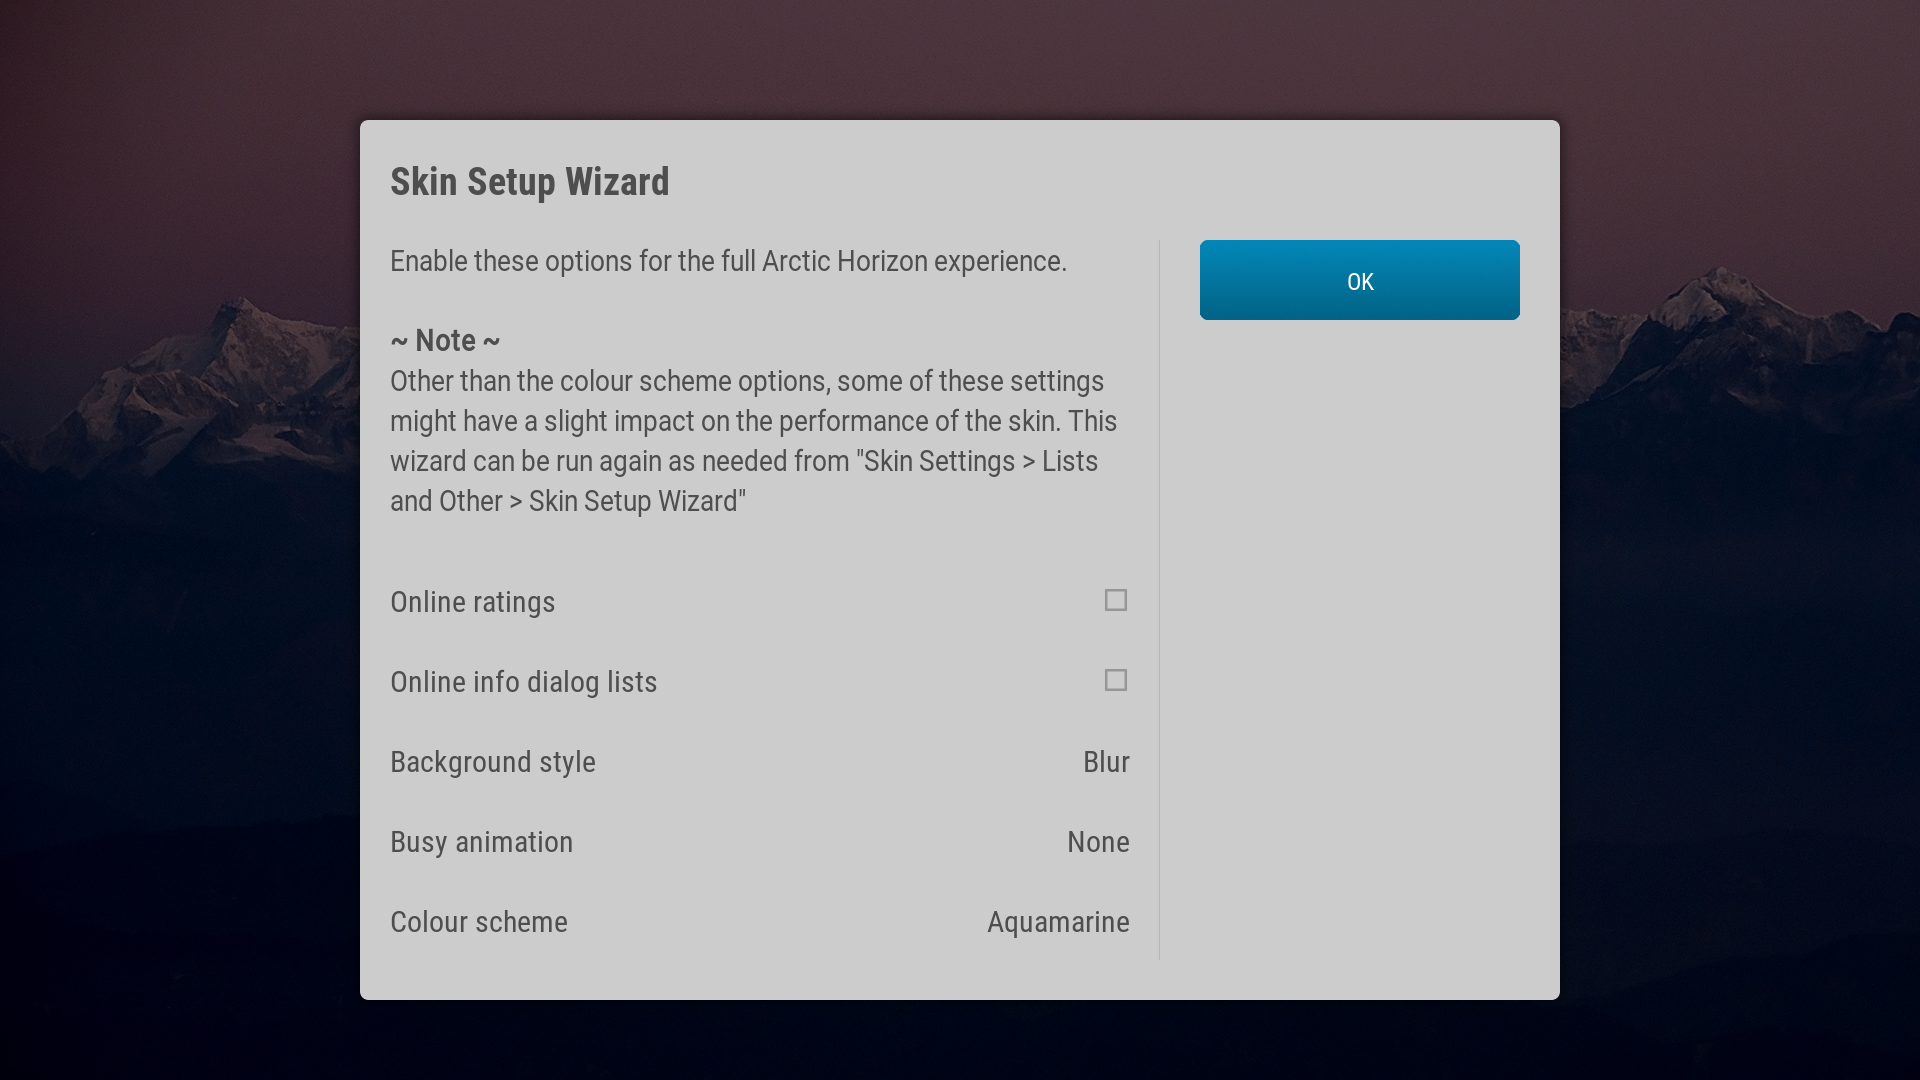 Skin Setup Wizard
Enable these options for the full Arctic Horizon experience.
~ Note ~
Other than the colour scheme options, some of these settings
might have a slight impact on the performance of the skin. This
wizard can be run again as needed from "Skin Settings > Lists
and Other > Skin Setup Wizard"
OK
Online ratings
Online info dialog lists
Background style Blur
Busy animation None
Colour scheme Aquamarine